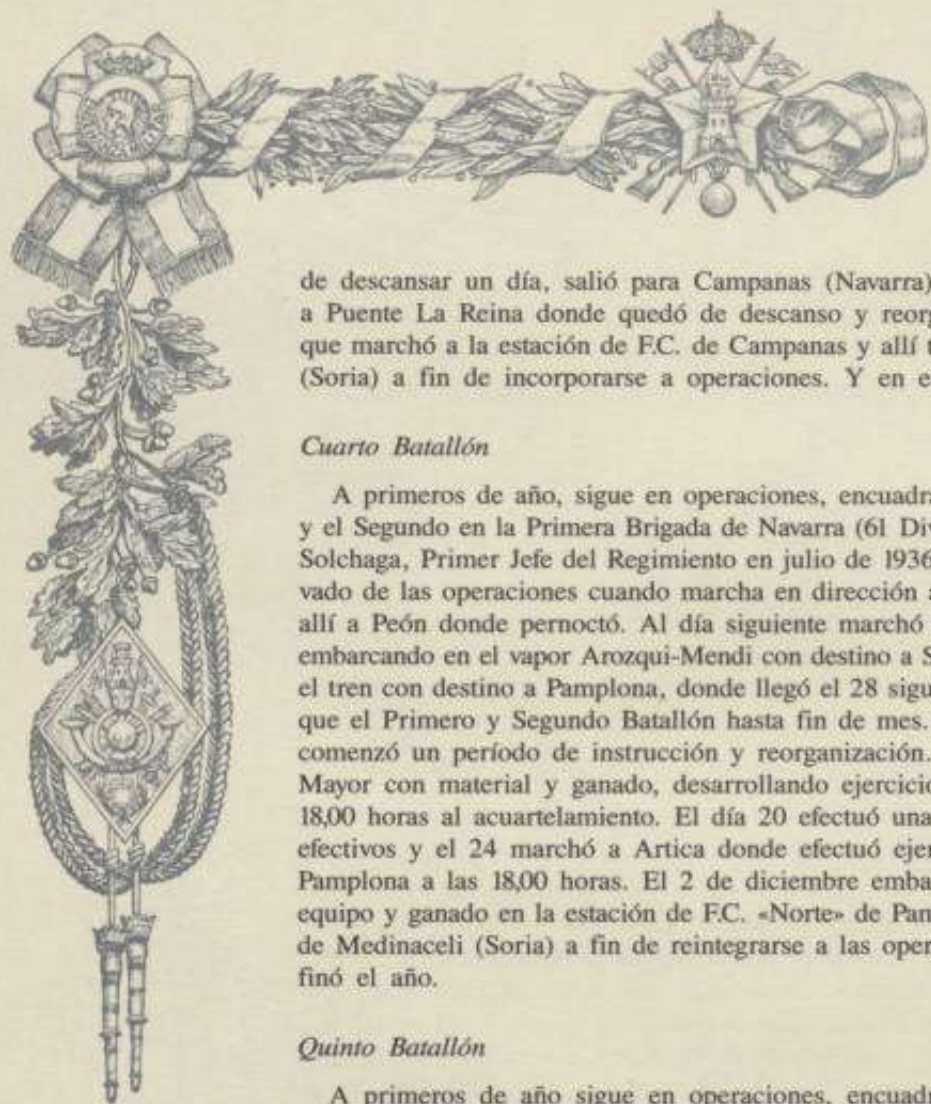 de descansar un día, salió para Campanas (Navarra)
a Puente La Reina donde quedó de descanso y reorg
que marchó a la estación de F.C. de Campanas y allí t
(Soria) a fin de incorporarse a operaciones. Y en e
Cuarto Batallón
A primeros de año, sigue en operaciones, encuadra
y el Segundo en la Primera Brigada de Navarra (61 Div
Solchaga, Primer Jefe del Regimiento en julio de 1936
vado de las operaciones cuando marcha en dirección a
allí a Peón donde pernoctó. Al día siguiente marchó
embarcando en el vapor Arozqui-Mendi con destino a S
el tren con destino a Pamplona, donde llegó el 28 sigu
que el Primero y Segundo Batallón hasta fin de mes.
comenzó un período de instrucción y reorganización.
Mayor con material y ganado, desarrollando ejercicio
18,00 horas al acuartelamiento. El día 20 efectuó una
efectivos y el 24 marchó a Artica donde efectuó ejer
Pamplona a las 18,00 horas. El 2 de diciembre emba
equipo y ganado en la estación de F.C. «Norte» de Pam
de Medinaceli (Soria) a fin de reintegrarse a las oper
finó el año.
Quinto Batallón
A primeros de año sigue en operaciones, encuadr